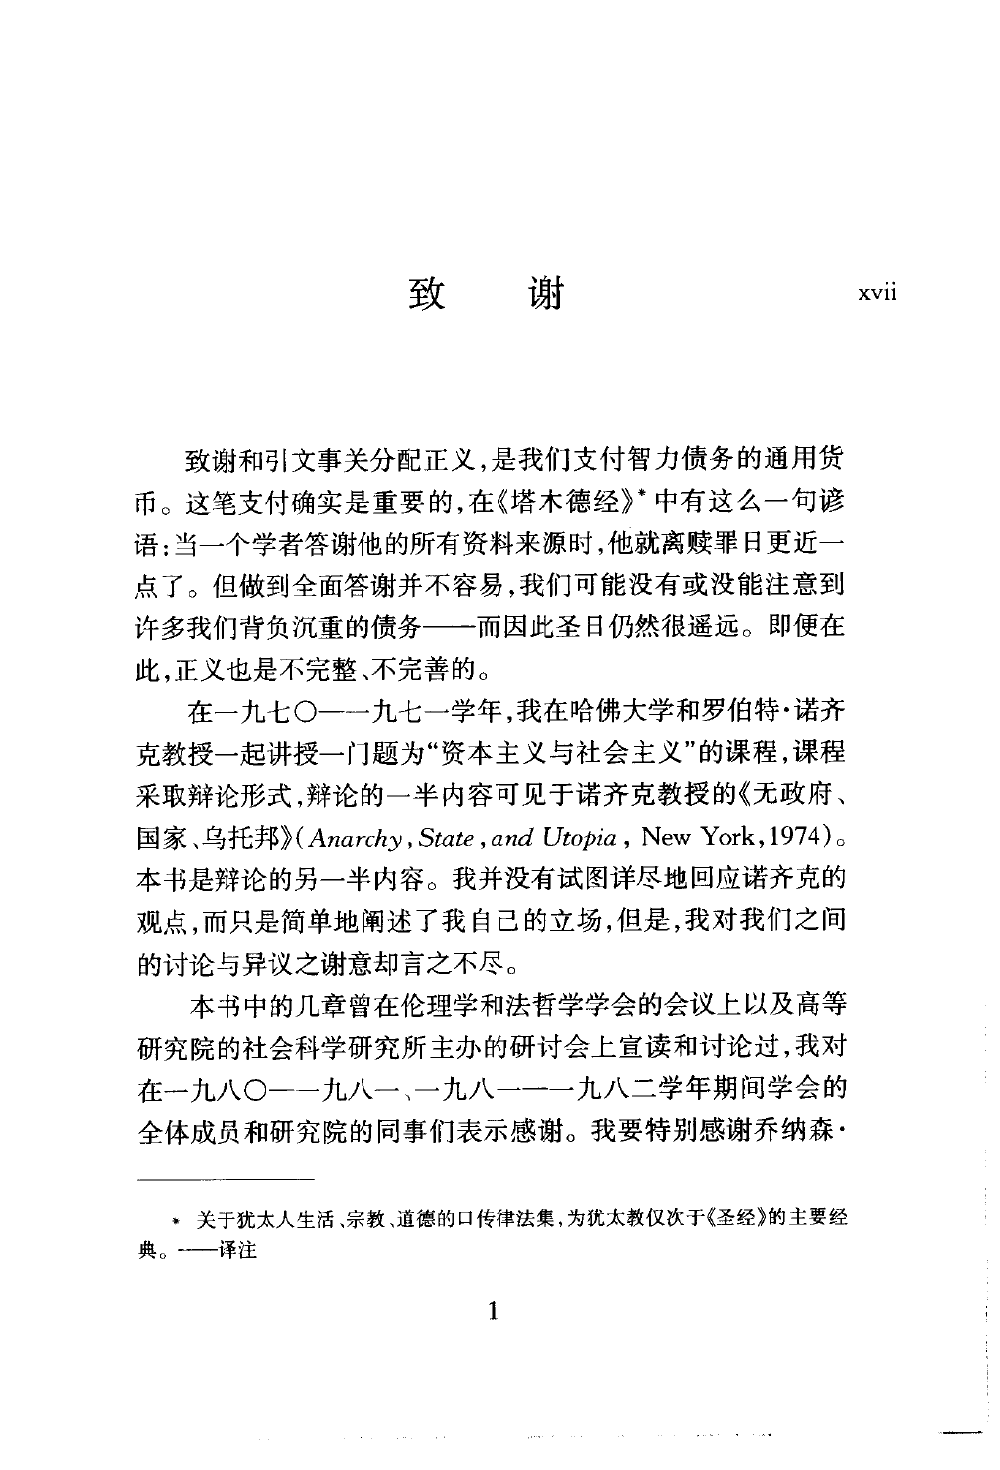 致 谢
xvii
致谢和引文事关分配正义,是我们支付智力债务的通用货
币。这笔支付确实是重要的,在《塔木德经》*中有这么一句谚
语:当一个学者答谢他的所有资料来源时,他就离赎罪日更近一
点了。但做到全面答谢并不容易,我们可能没有或没能注意到
许多我们背负沉重的债务——而因此圣日仍然很遥远。即便在
此,正义也是不完整、不完善的。
在一九七〇—一九七一学年,我在哈佛大学和罗伯特·诺齐
克教授一起讲授一门题为“资本主义与社会主义”的课程,课程
采取辩论形式,辩论的一半内容可见于诺齐克教授的《无政府、
国家、乌托邦》(Anarchy, State, and Utopia, New York, 1974)。
本书是辩论的另一半内容。我并没有试图详尽地回应诺齐克的
观点,而只是简单地阐述了我自己的立场,但是,我对我们之间
的讨论与异议之谢意却言之不尽。
本书中的几章曾在伦理学和法哲学学会的会议上以及高等
研究院的社会科学研究所主办的研讨会上宣读和讨论过,我对
在一九八〇—一九八一、一九八一—一九八二学年期间学会的
全体成员和研究院的同事们表示感谢。我要特别感谢乔纳森·
* 关于犹太人生活、宗教、道德的口传律法集,为犹太教仅次于《圣经》的主要经
典。——译注
1